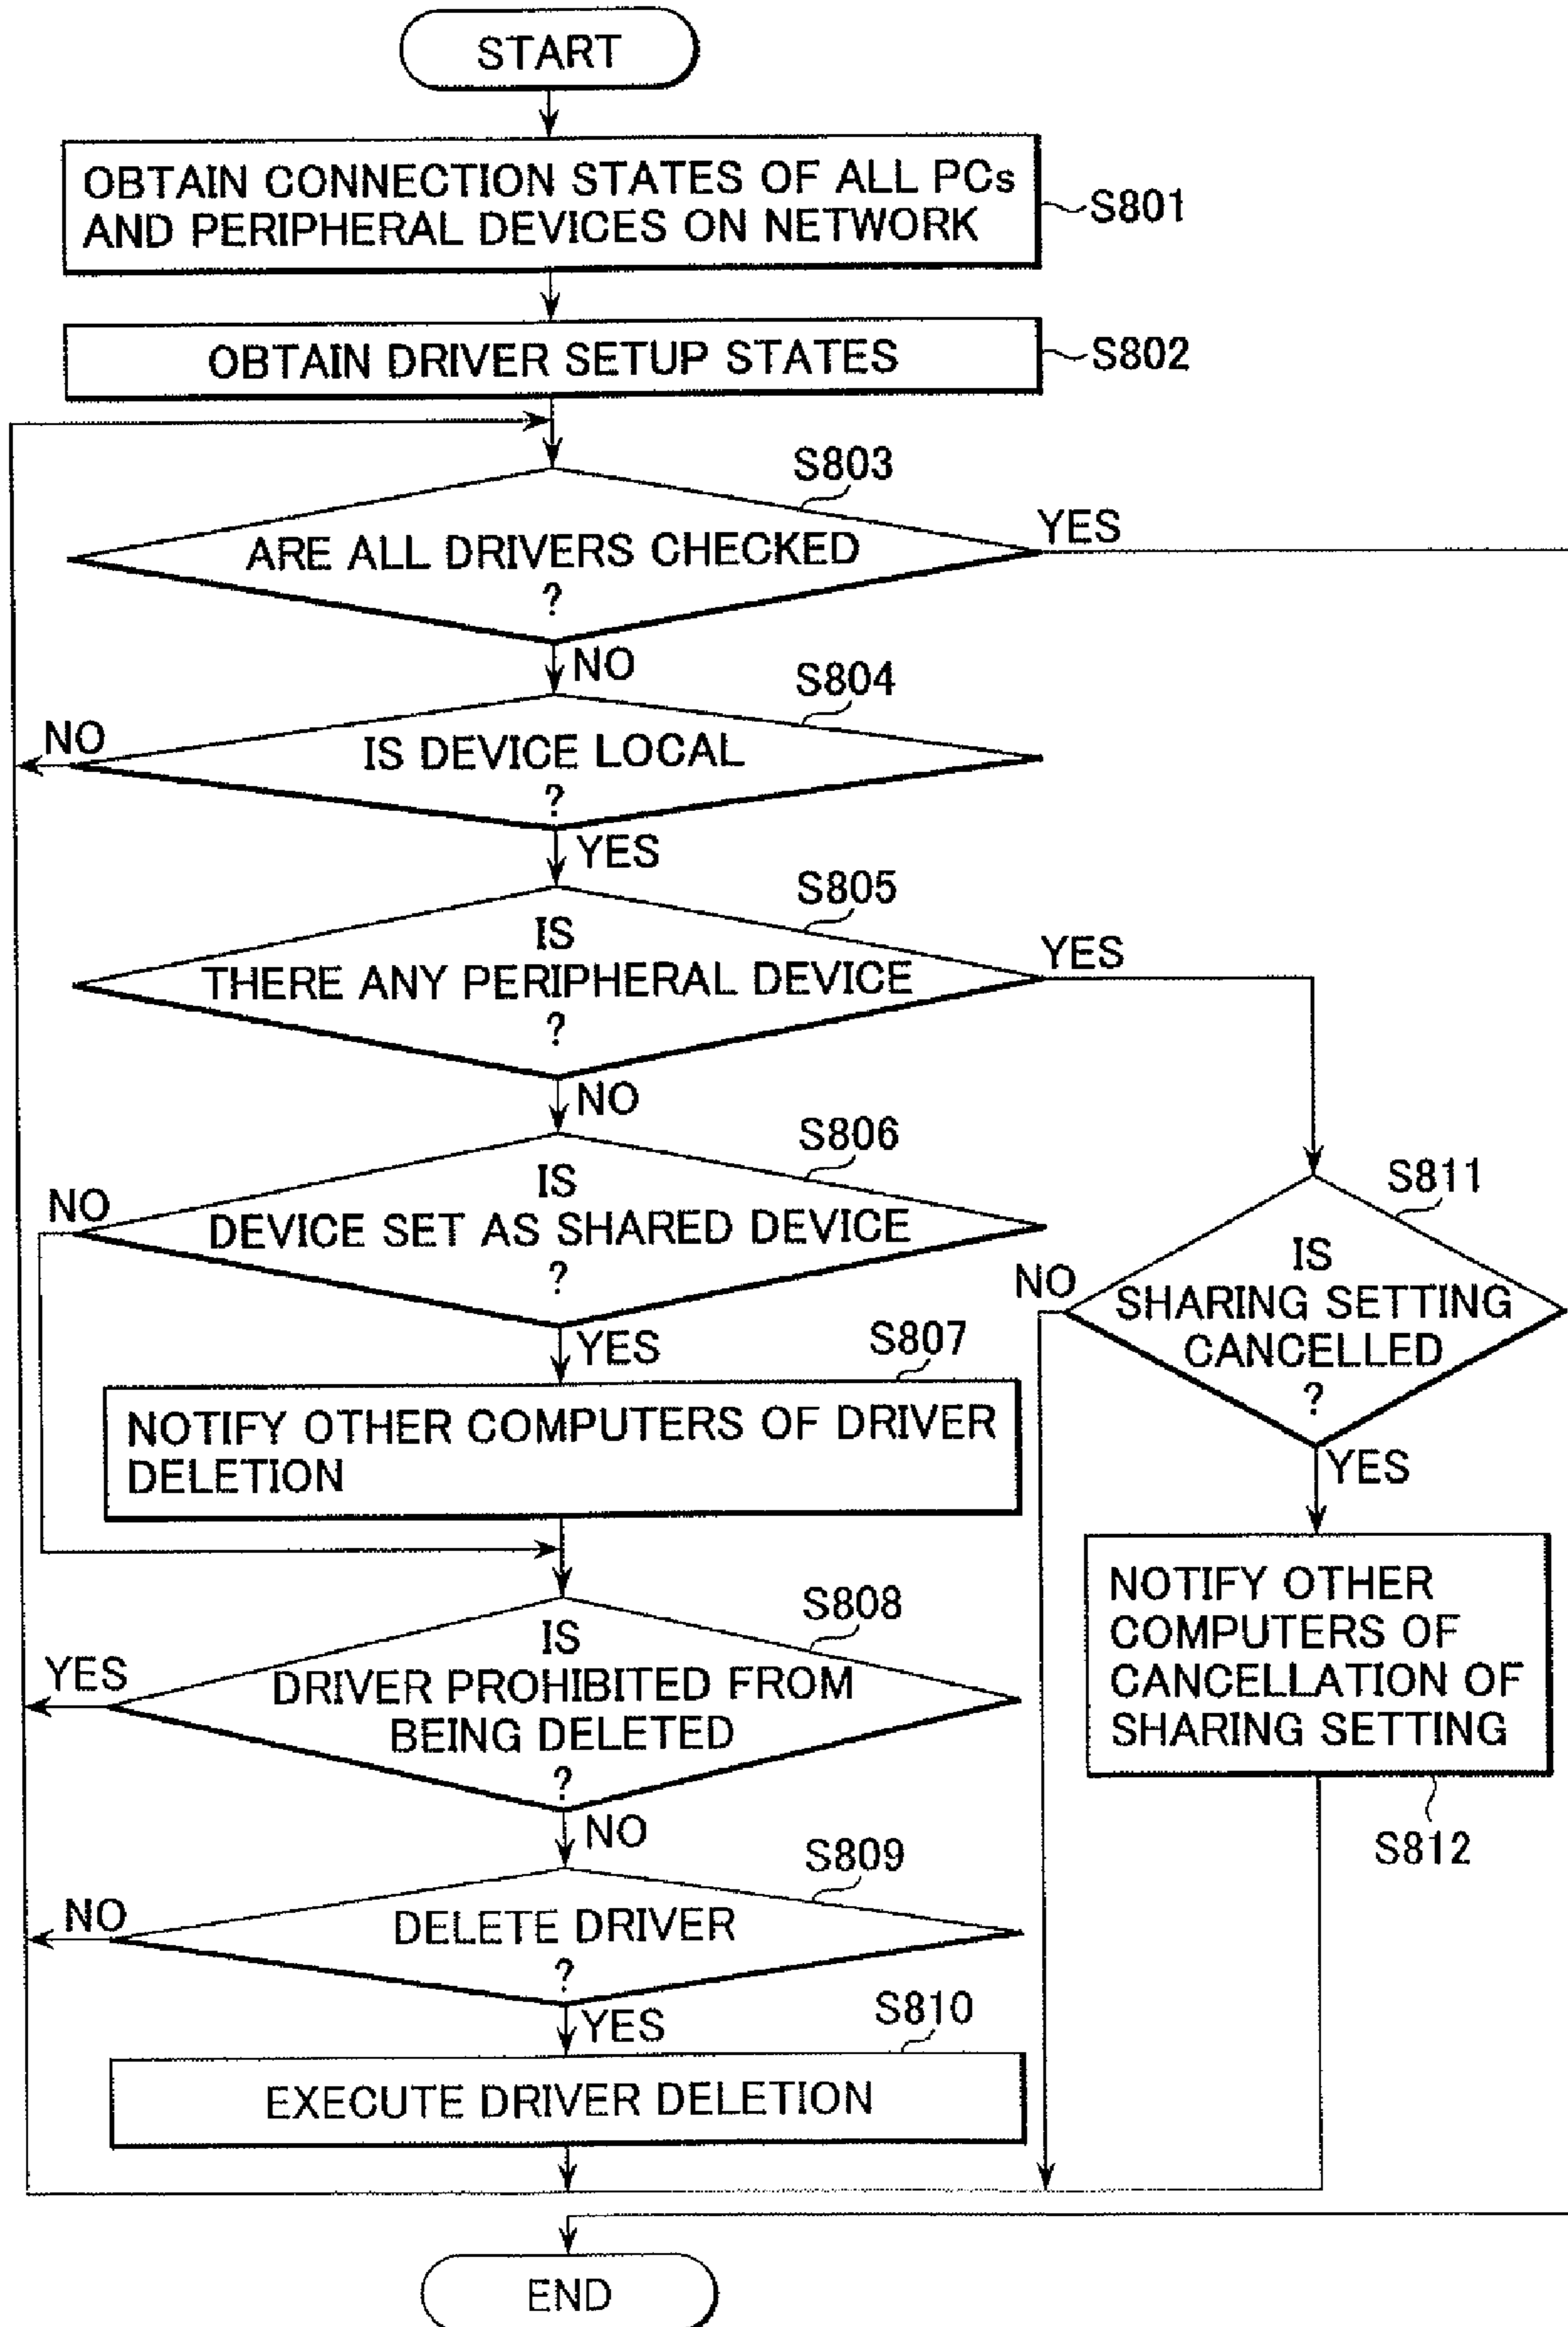 START
OBTAIN CONNECTION STATES OF ALL PCs
AND PERIPHERAL DEVICES ON NETWORK
S801
OBTAIN DRIVER SETUP STATES
S802
S803
ARE ALL DRIVERS CHECKED
?
YES
NO
S804
IS DEVICE LOCAL
?
NO
YES
S805
IS
THERE ANY PERIPHERAL DEVICE
?
YES
NO
S806
IS
DEVICE SET AS SHARED DEVICE
?
NO
YES
S807
NOTIFY OTHER COMPUTERS OF DRIVER
DELETION
S808
IS
DRIVER PROHIBITED FROM
BEING DELETED
?
YES
NO
S809
DELETE DRIVER
?
NO
YES
S810
EXECUTE DRIVER DELETION
S811
IS
SHARING SETTING
CANCELLED
?
NO
YES
NOTIFY OTHER
COMPUTERS OF
CANCELLATION OF
SHARING SETTING
S812
END